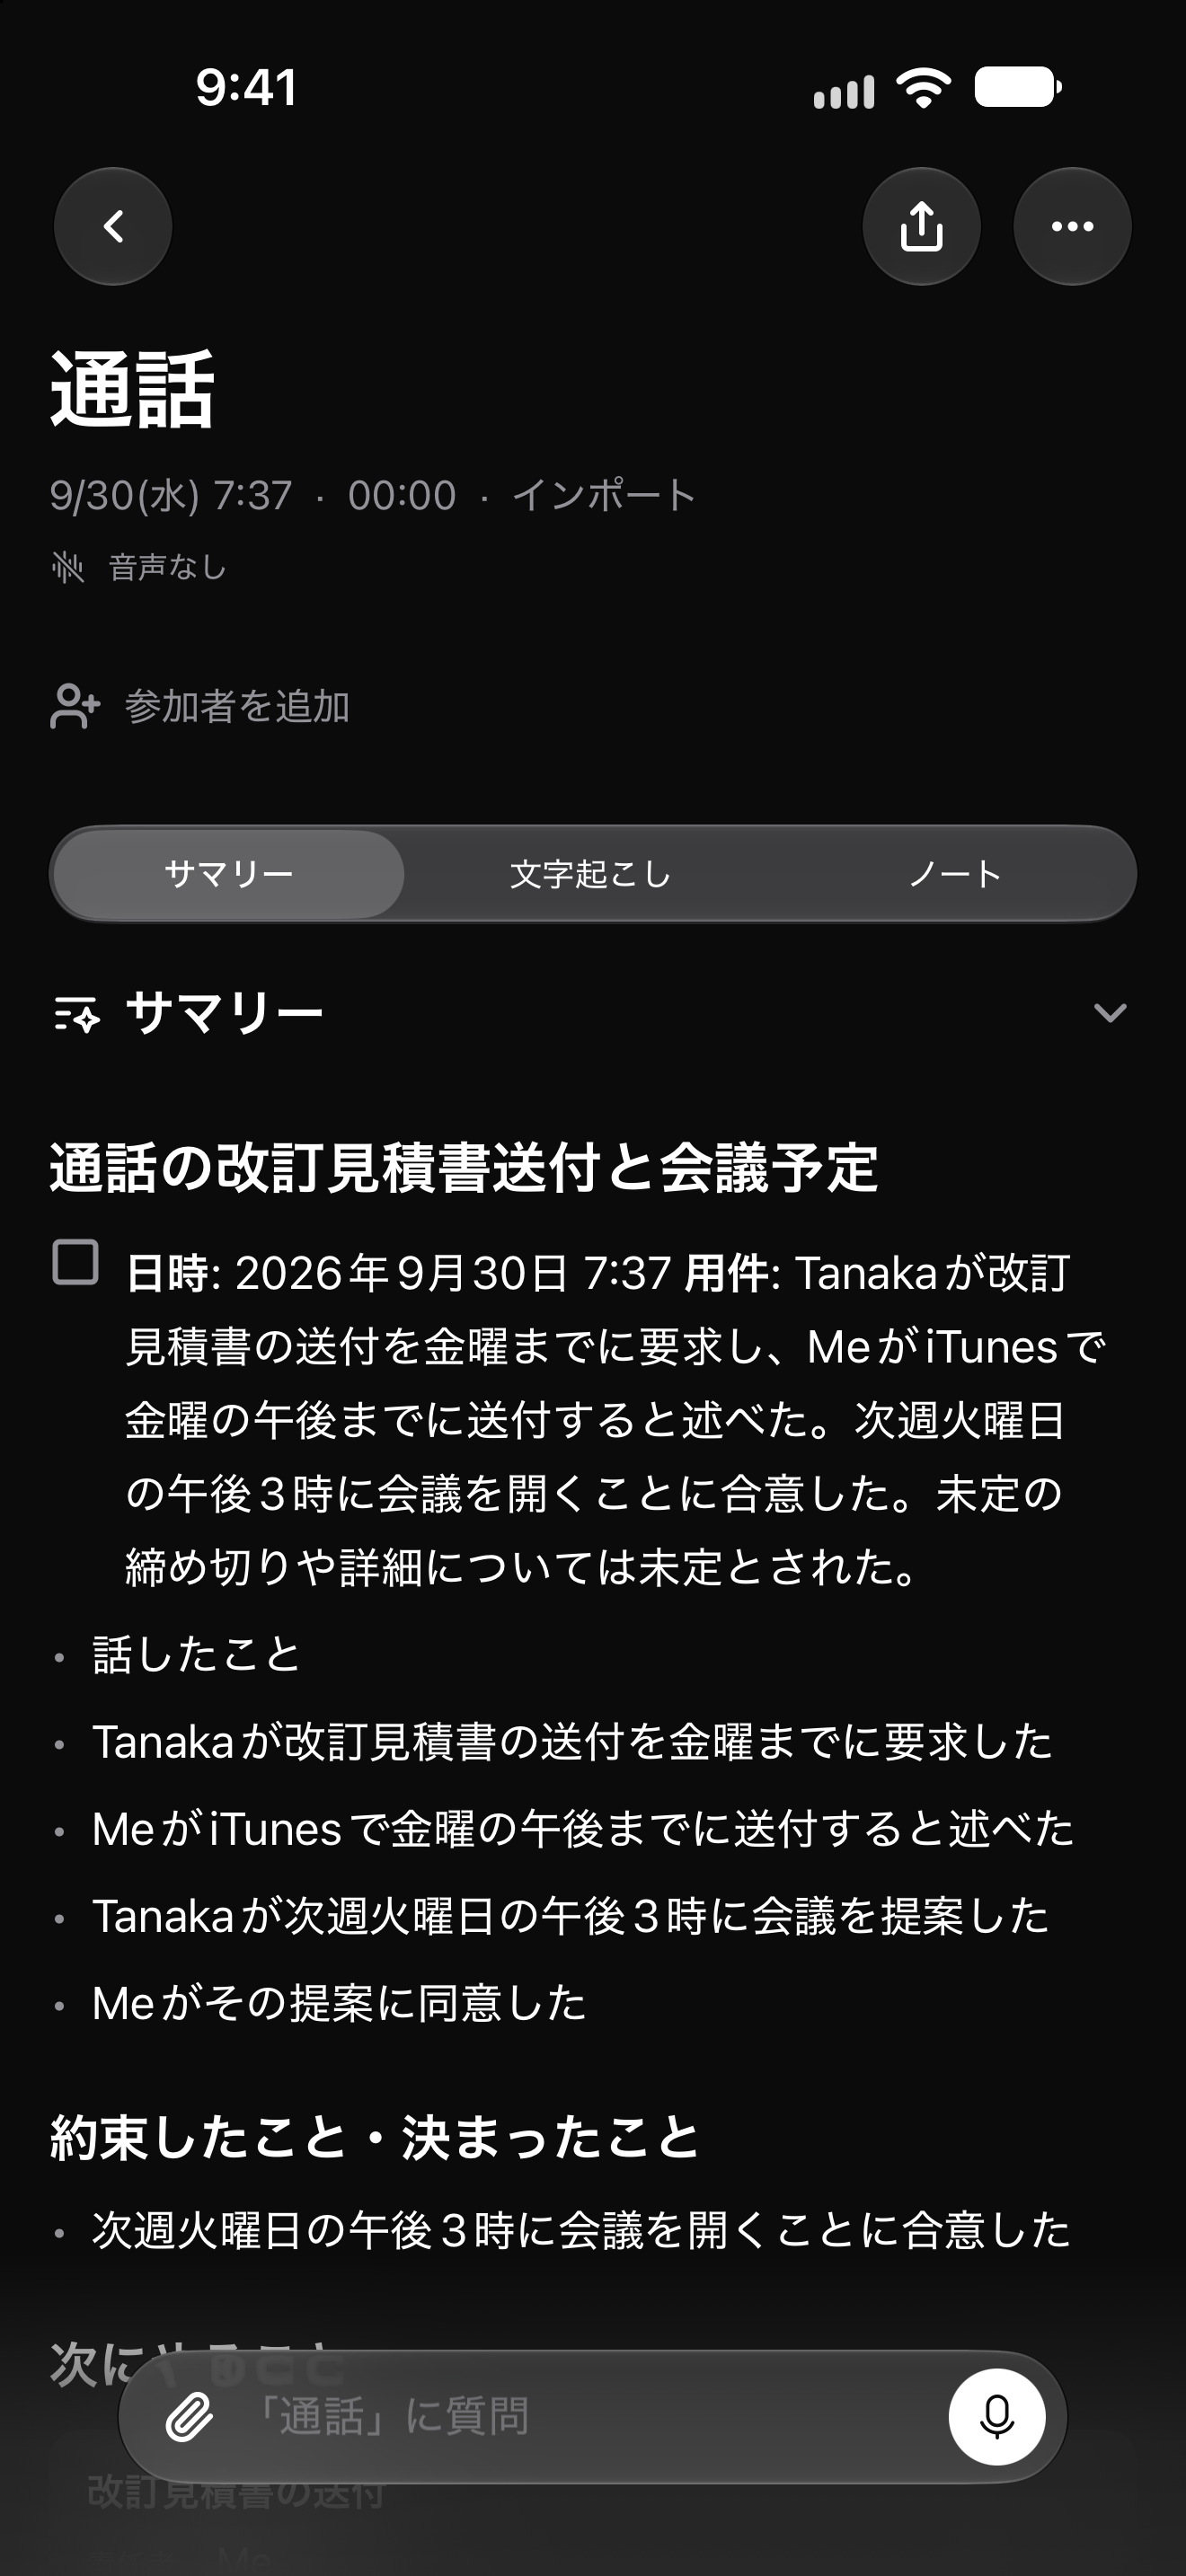 9:41
通話
9/30(水) 7:37 · 00:00 · インポート
音声なし
参加者を追加
サマリー 文字起こし ノート
サマリー
通話の改訂見積書送付と会議予定
日時: 2026年9月30日 7:37 用件: Tanakaが改訂
見積書の送付を金曜までに要求し、MeがiTunesで
金曜の午後までに送付すると述べた。次週火曜日
の午後3時に会議を開くことに合意した。未定の
締め切りや詳細については未定とされた。
• 話したこと
• Tanakaが改訂見積書の送付を金曜までに要求した
• MeがiTunesで金曜の午後までに送付すると述べた
• Tanakaが次週火曜日の午後3時に会議を提案した
• Meがその提案に同意した
約束したこと・決まったこと
• 次週火曜日の午後3時に会議を開くことに合意した
次にやること
「通話」に質問
改訂見積書の送付
Me